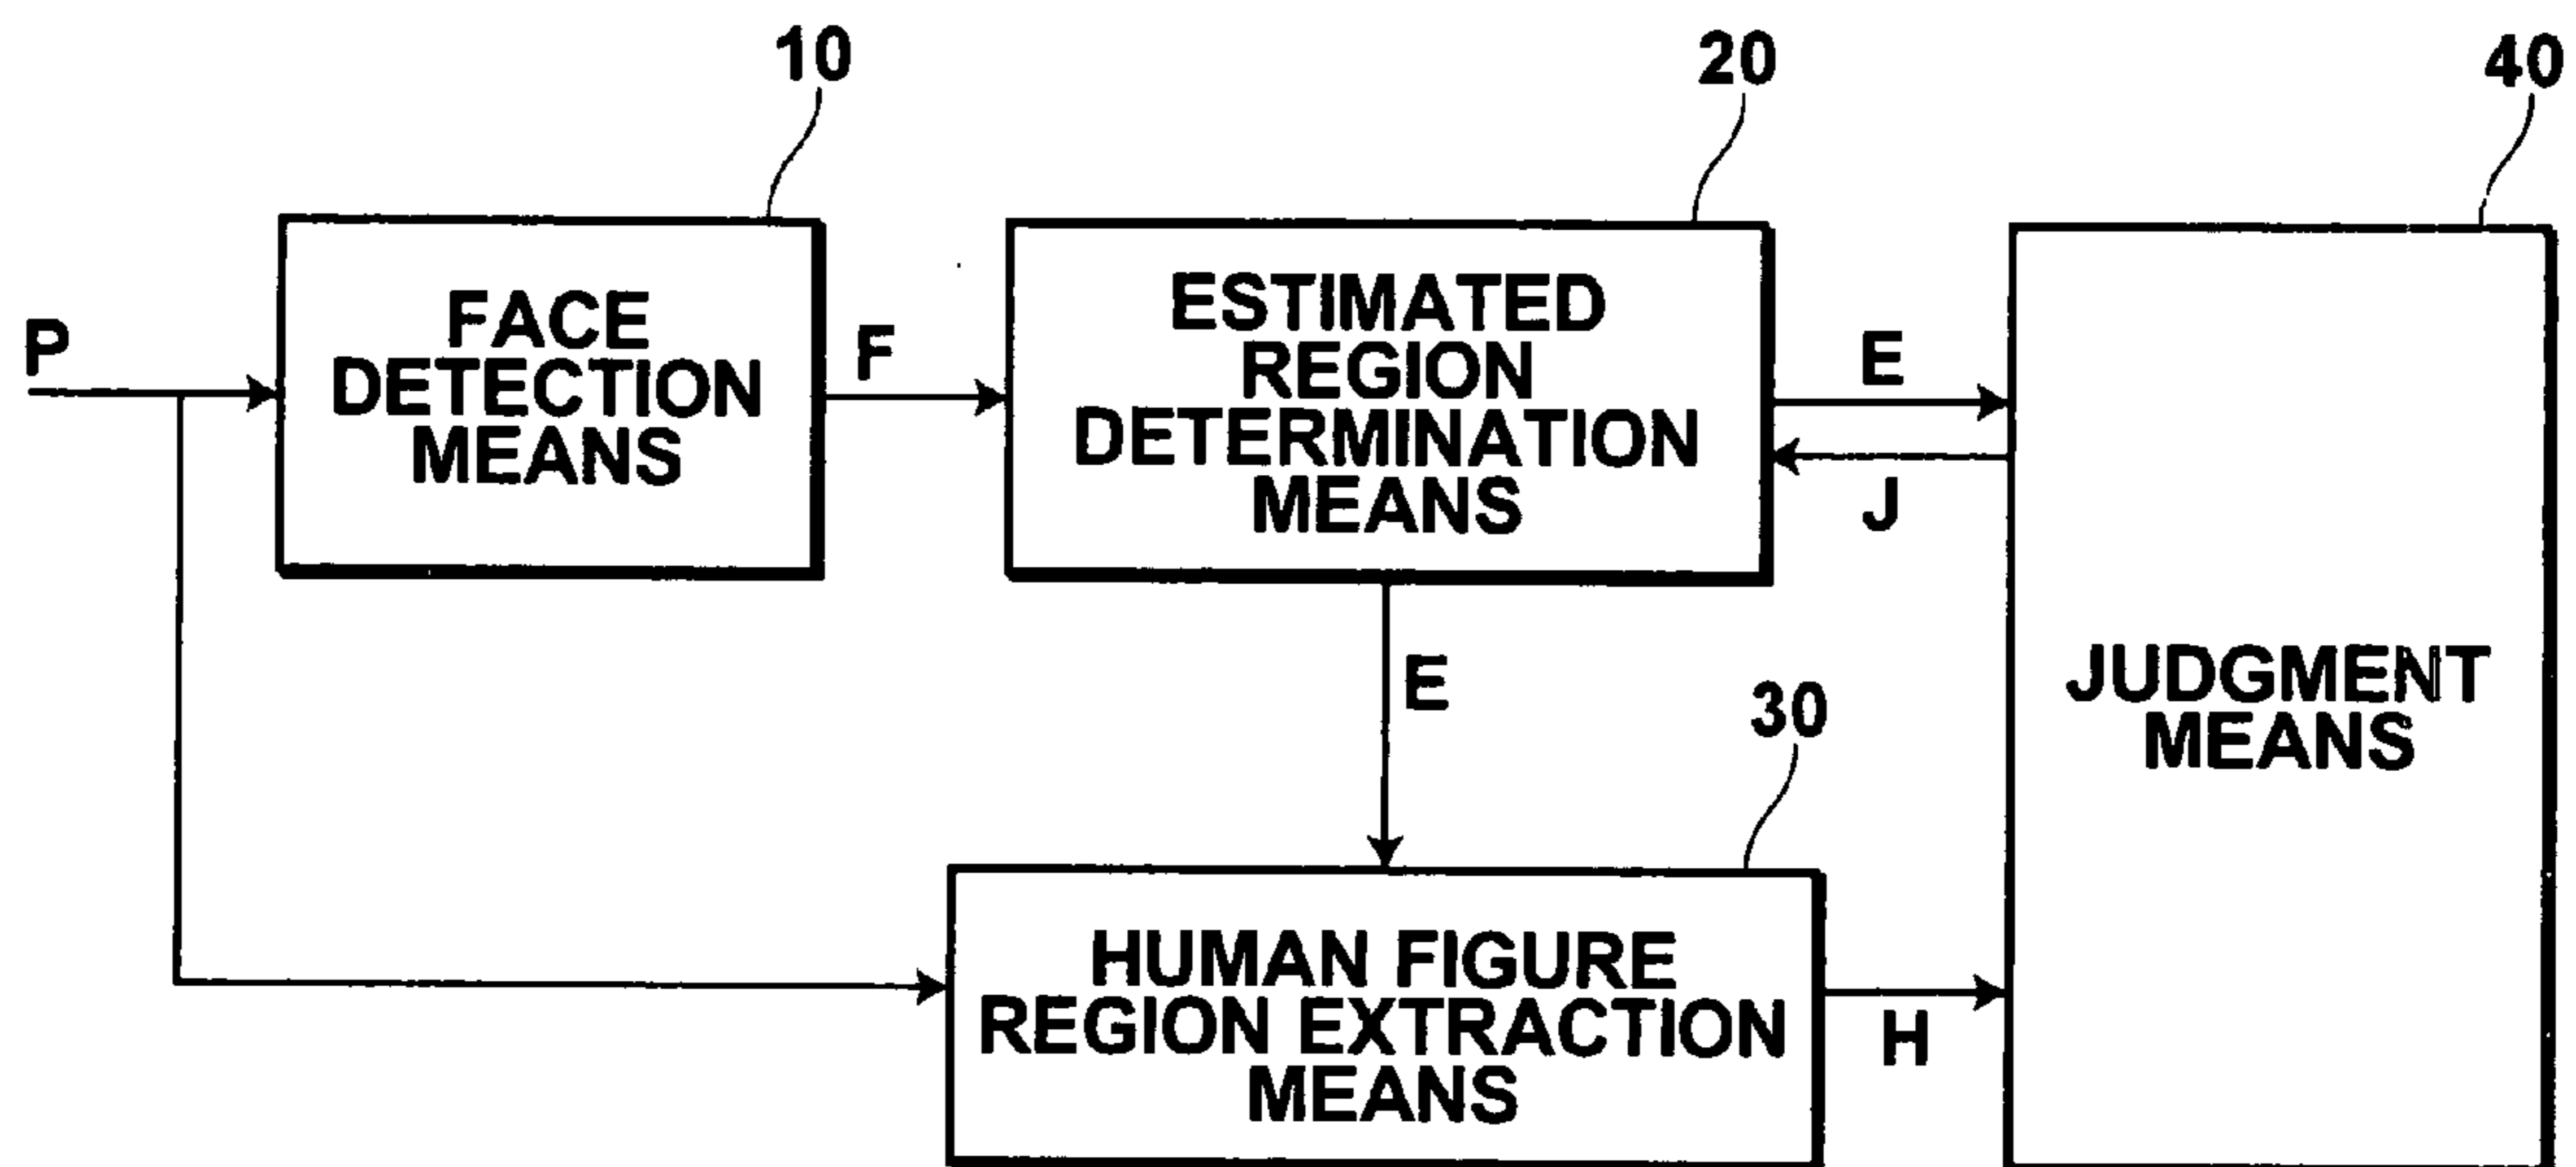 10
20
40
FACE
DETECTION
MEANS
P
F
ESTIMATED
REGION
DETERMINATION
MEANS
E
J
E
30
JUDGMENT
MEANS
HUMAN FIGURE
REGION EXTRACTION
MEANS
H